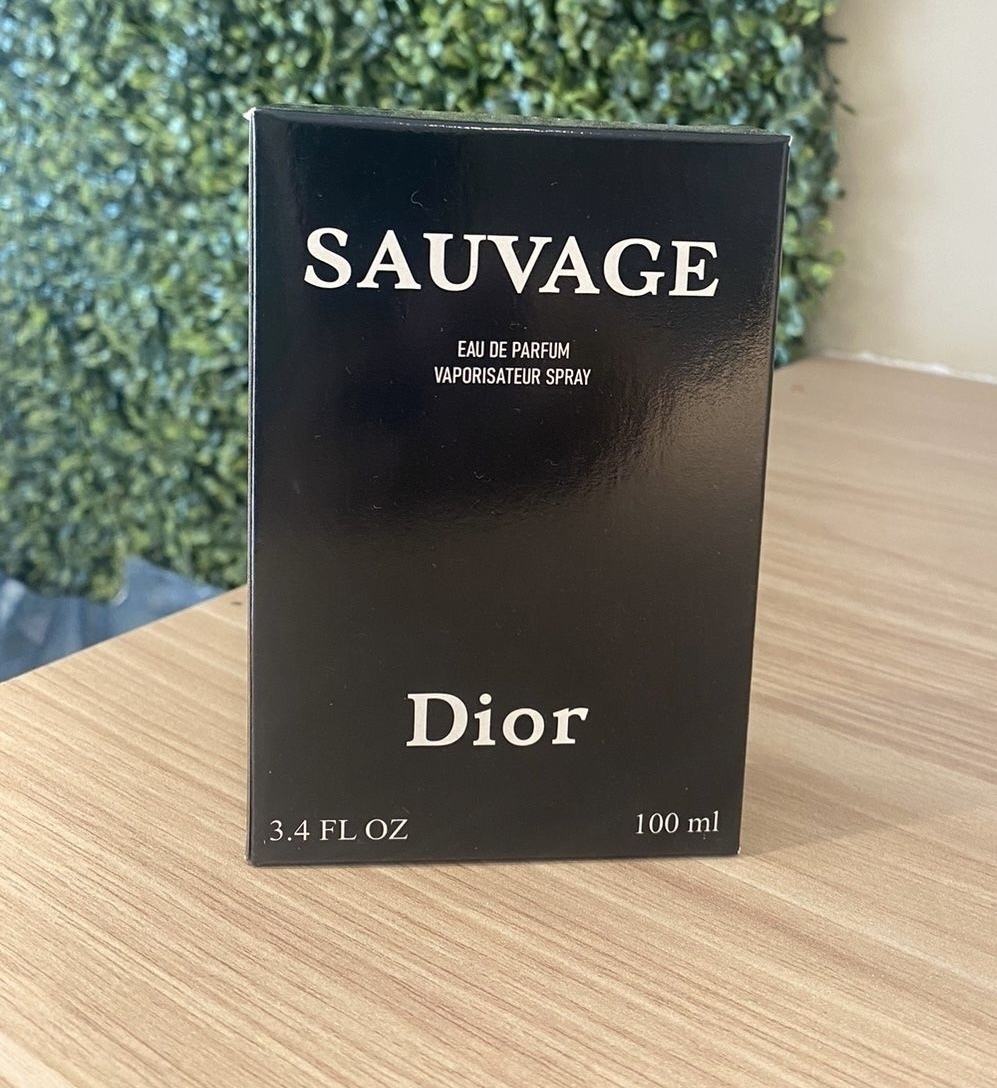 SAUVAGE
EAU DE PARFUM
VAPORISATEUR SPRAY
Dior
3.4 FL OZ
100 ml